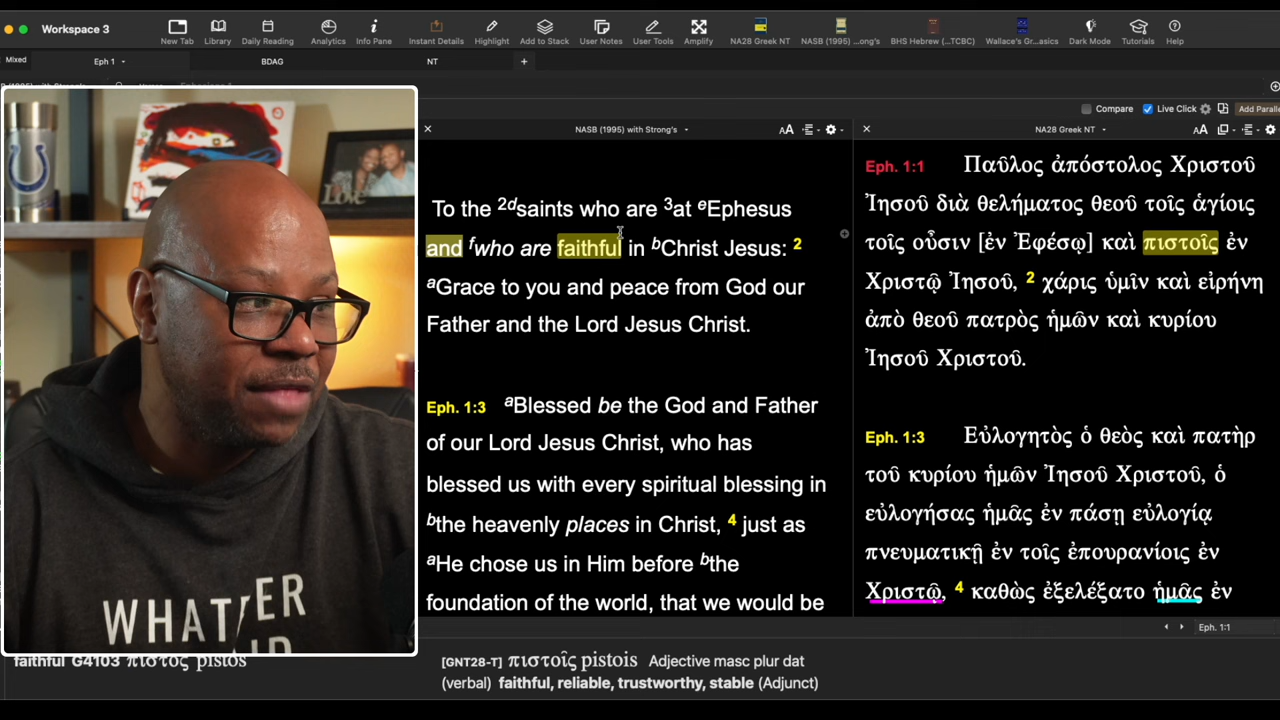 Workspace 3
New Tab
Library
Daily Reading
Analytics
Info Pane
Instant Details
Highlight
Add to Stack
User Notes
User Tools
Amplify
NA28 Greek NT
NASB (1995) ...ong's
BHS Hebrew (...TCBC)
Wallace's Gr...asics
Dark Mode
Tutorials
Help
Mixed
Eph 1
BDAG
NT
+
Compare
Live Click
Add Paralle
NASB (1995) with Strong's
AA
To the 2dsaints who are 3at eEphesus
and fwho are faithful in bChrist Jesus: 2
aGrace to you and peace from God our
Father and the Lord Jesus Christ.
Eph. 1:3 aBlessed be the God and Father
of our Lord Jesus Christ, who has
blessed us with every spiritual blessing in
bthe heavenly places in Christ, 4 just as
aHe chose us in Him before bthe
foundation of the world, that we would be
NA28 Greek NT
AA
Eph. 1:1 Παῦλος ἀπόστολος Χριστοῦ
Ἰησοῦ διὰ θελήματος θεοῦ τοῖς ἁγίοις
τοῖς οὖσιν [ἐν Ἐφέσῳ] καὶ πιστοῖς ἐν
Χριστῷ Ἰησοῦ, 2 χάρις ὑμῖν καὶ εἰρήνη
ἀπὸ θεοῦ πατρὸς ἡμῶν καὶ κυρίου
Ἰησοῦ Χριστοῦ.
Eph. 1:3 Εὐλογητὸς ὁ θεὸς καὶ πατὴρ
τοῦ κυρίου ἡμῶν Ἰησοῦ Χριστοῦ, ὁ
εὐλογήσας ἡμᾶς ἐν πάσῃ εὐλογίᾳ
πνευματικῇ ἐν τοῖς ἐπουρανίοις ἐν
Χριστῷ, 4 καθὼς ἐξελέξατο ἡμᾶς ἐν
Eph. 1:1
Love
WHATEVER
faithful G4103 πιστός pistós
[GNT28-T] πιστοῖς pistois Adjective masc plur dat
(verbal) faithful, reliable, trustworthy, stable (Adjunct)